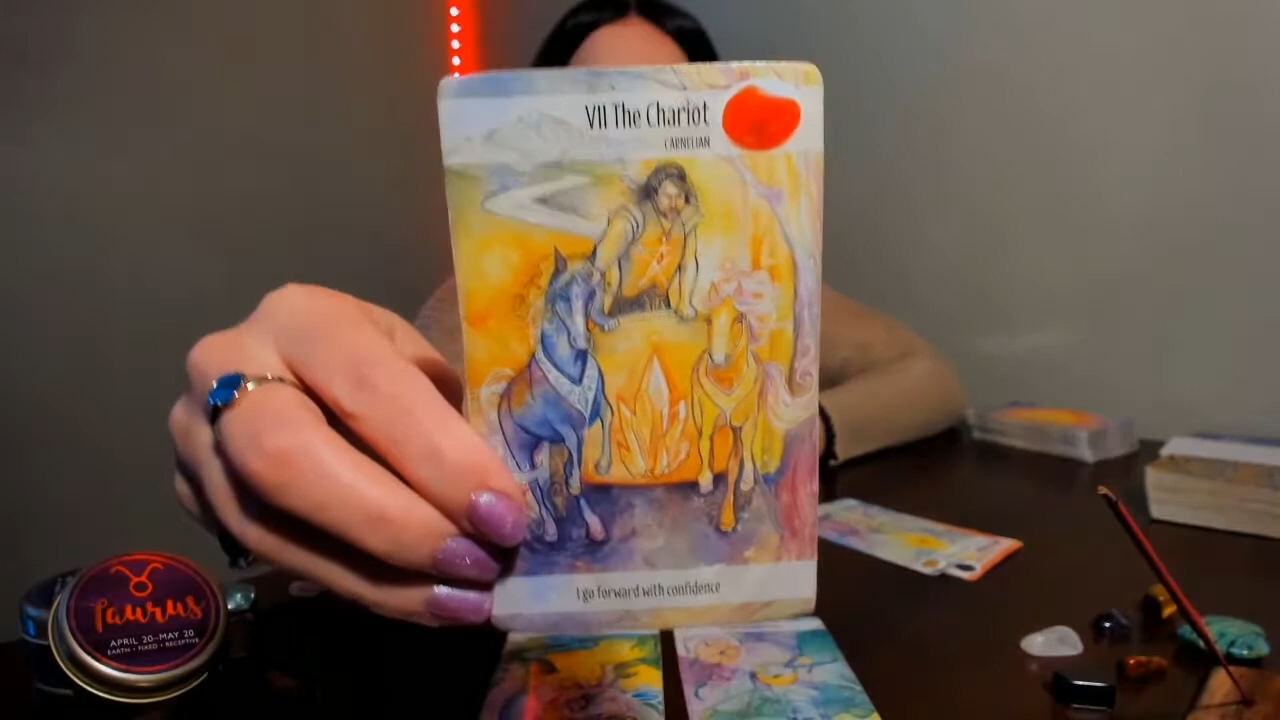 VII The Chariot
CARNELIAN
I go forward with confidence
Taurus
APRIL 20–MAY 20
EARTH • FIXED • RECEPTIVE